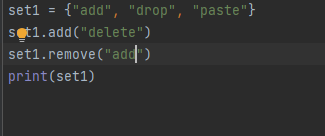 set1 = {"add", "drop", "paste"}
set1.add("delete")
set1.remove("add")
print(set1)